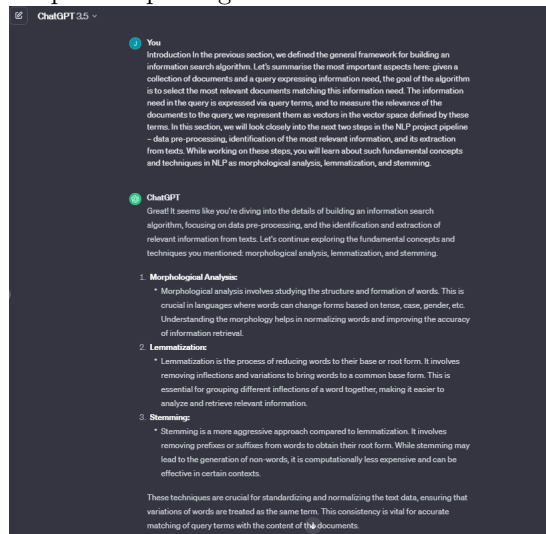 ChatGPT 3.5
J
You
Introduction In the previous section, we defined the general framework for building an
information search algorithm. Let's summarise the most important aspects here: given a
collection of documents and a query expressing information need, the goal of the algorithm
is to select the most relevant documents matching this information need. The information
need in the query is expressed via query terms, and to measure the relevance of the
documents to the query, we represent them as vectors in the vector space defined by these
terms. In this section, we will look closely into the next two steps in the NLP project pipeline
– data pre-processing, identification of the most relevant information, and its extraction
from texts. While working on these steps, you will learn about such fundamental concepts
and techniques in NLP as morphological analysis, lemmatization, and stemming.
ChatGPT
Great! It seems like you're diving into the details of building an information search
algorithm, focusing on data pre-processing, and the identification and extraction of
relevant information from texts. Let's continue exploring the fundamental concepts and
techniques you mentioned: morphological analysis, lemmatization, and stemming.
1. Morphological Analysis:
* Morphological analysis involves studying the structure and formation of words. This is
crucial in languages where words can change forms based on tense, case, gender, etc.
Understanding the morphology helps in normalizing words and improving the accuracy
of information retrieval.
2. Lemmatization:
* Lemmatization is the process of reducing words to their base or root form. It involves
removing inflections and variations to bring words to a common base form. This is
essential for grouping different inflections of a word together, making it easier to
analyze and retrieve relevant information.
3. Stemming:
* Stemming is a more aggressive approach compared to lemmatization. It involves
removing prefixes or suffixes from words to obtain their root form. While stemming may
lead to the generation of non-words, it is computationally less expensive and can be
effective in certain contexts.
These techniques are crucial for standardizing and normalizing the text data, ensuring that
variations of words are treated as the same term. This consistency is vital for accurate
matching of query terms with the content of the documents.